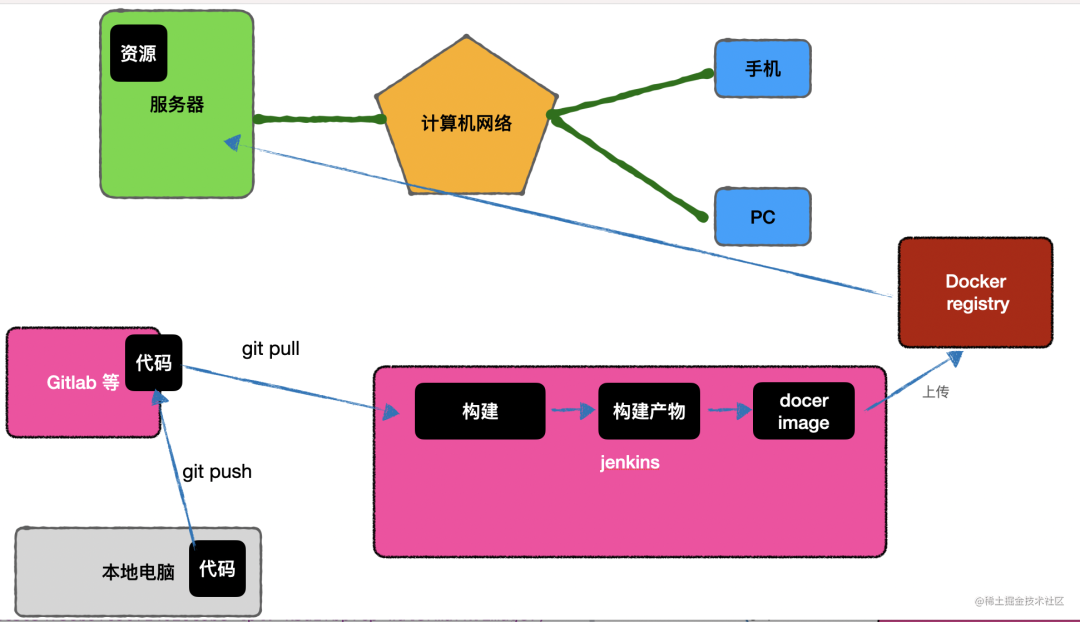 资源
服务器
计算机网络
手机
PC
Docker
registry
上传
Gitlab 等
代码
git pull
构建
构建产物
docer
image
jenkins
git push
本地电脑
代码
@稀土掘金技术社区